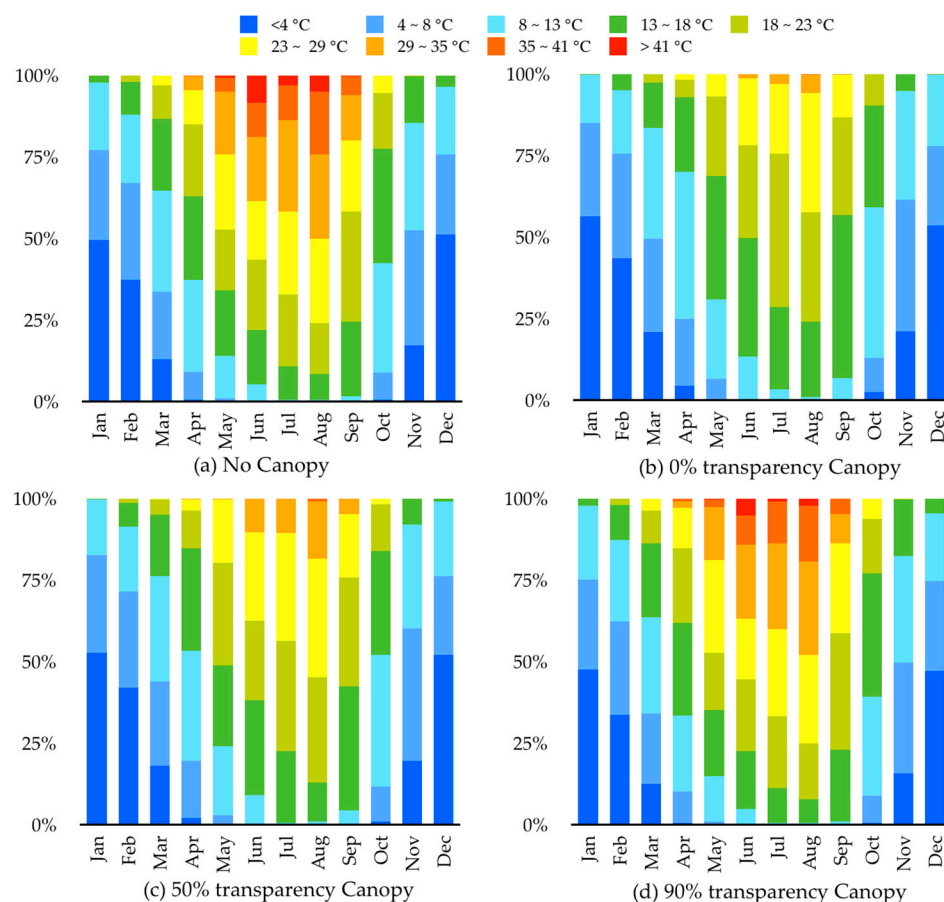 <4 °C 4 ~ 8 °C 8 ~ 13 °C 13 ~ 18 °C 18 ~ 23 °C
23 ~ 29 °C 29 ~ 35 °C 35 ~ 41 °C > 41 °C
100%
75%
50%
25%
0%
Jan Feb Mar Apr May Jun Jul Aug Sep Oct Nov Dec
(a) No Canopy
100%
75%
50%
25%
0%
Jan Feb Mar Apr May Jun Jul Aug Sep Oct Nov Dec
(b) 0% transparency Canopy
100%
75%
50%
25%
0%
Jan Feb Mar Apr May Jun Jul Aug Sep Oct Nov Dec
(c) 50% transparency Canopy
100%
75%
50%
25%
0%
Jan Feb Mar Apr May Jun Jul Aug Sep Oct Nov Dec
(d) 90% transparency Canopy